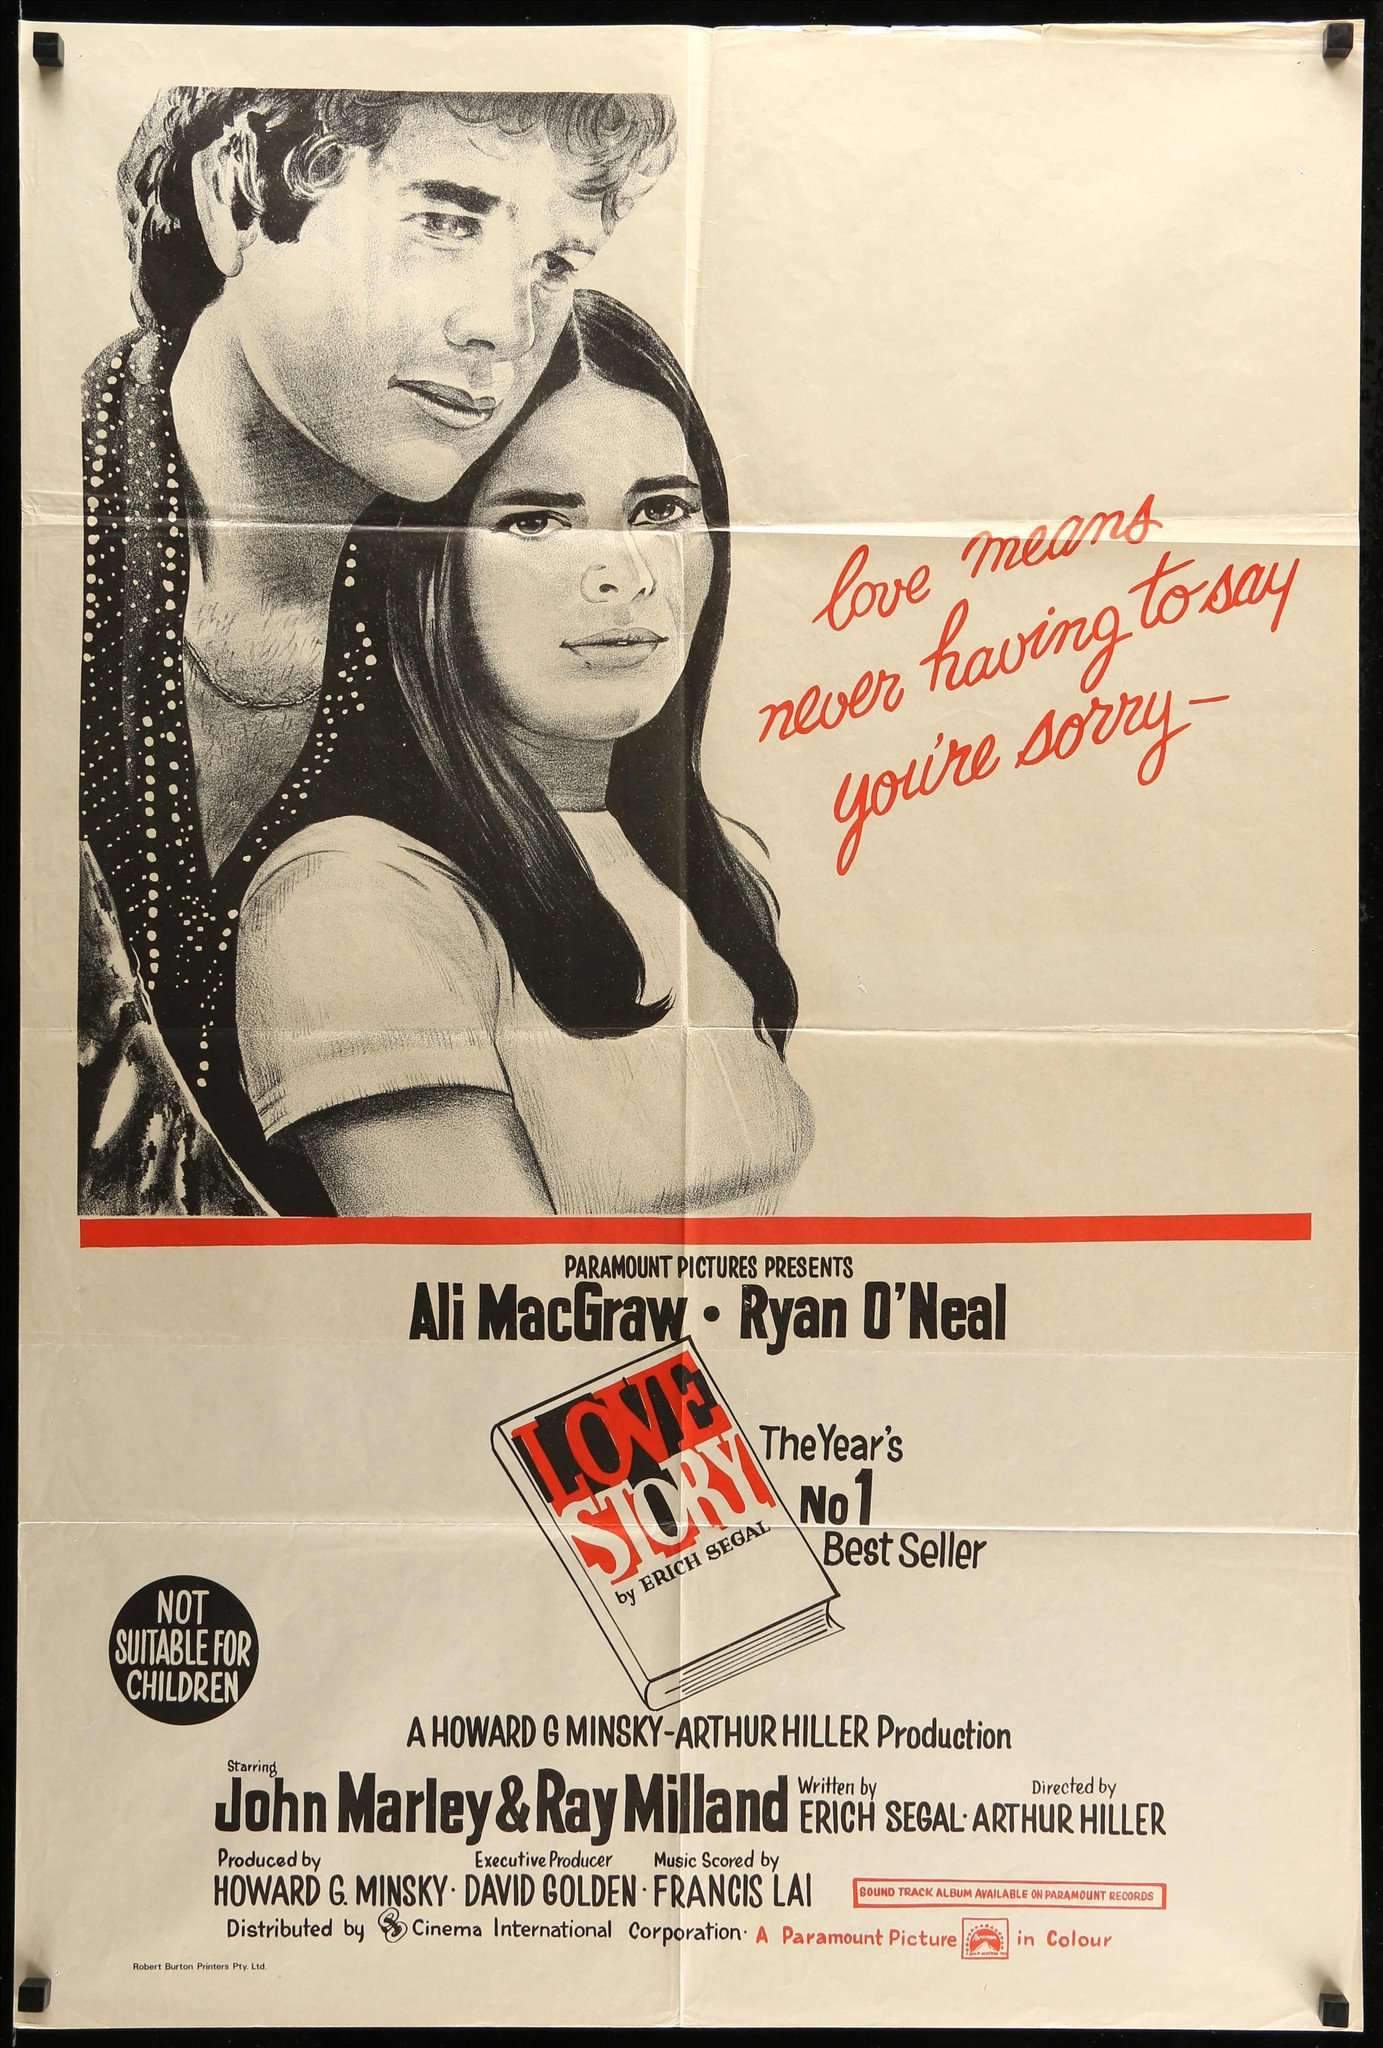 love means
never having to say
you're sorry—
PARAMOUNT PICTURES PRESENTS
Ali MacGraw • Ryan O'Neal
LOVE
STORY
by ERICH SEGAL
The Year's
No 1
Best Seller
NOT
SUITABLE FOR
CHILDREN
A HOWARD G MINSKY-ARTHUR HILLER Production
Starring
John Marley & Ray Milland
Written by
ERICH SEGAL·
Directed by
ARTHUR HILLER
Produced by
HOWARD G. MINSKY·
Executive Producer
DAVID GOLDEN·
Music Scored by
FRANCIS LAI
SOUND TRACK ALBUM AVAILABLE ON PARAMOUNT RECORDS
Distributed by Cinema International Corporation· A Paramount Picture in Colour
Robert Burton Printers Pty. Ltd.